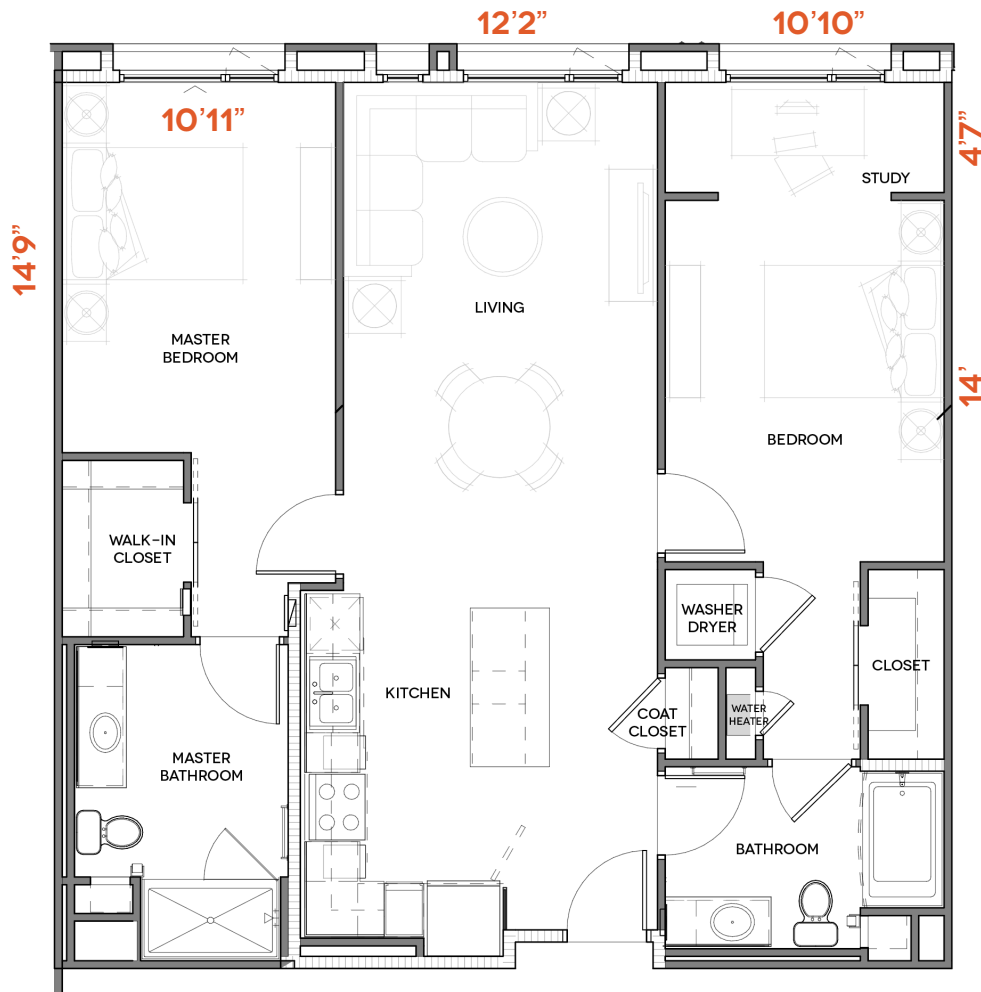 12'2"
10'10"
10'11"
4'7"
STUDY
14'9"
LIVING
MASTER
BEDROOM
14'
BEDROOM
WALK-IN
CLOSET
WASHER
DRYER
CLOSET
KITCHEN
COAT
CLOSET
WATER
HEATER
MASTER
BATHROOM
BATHROOM